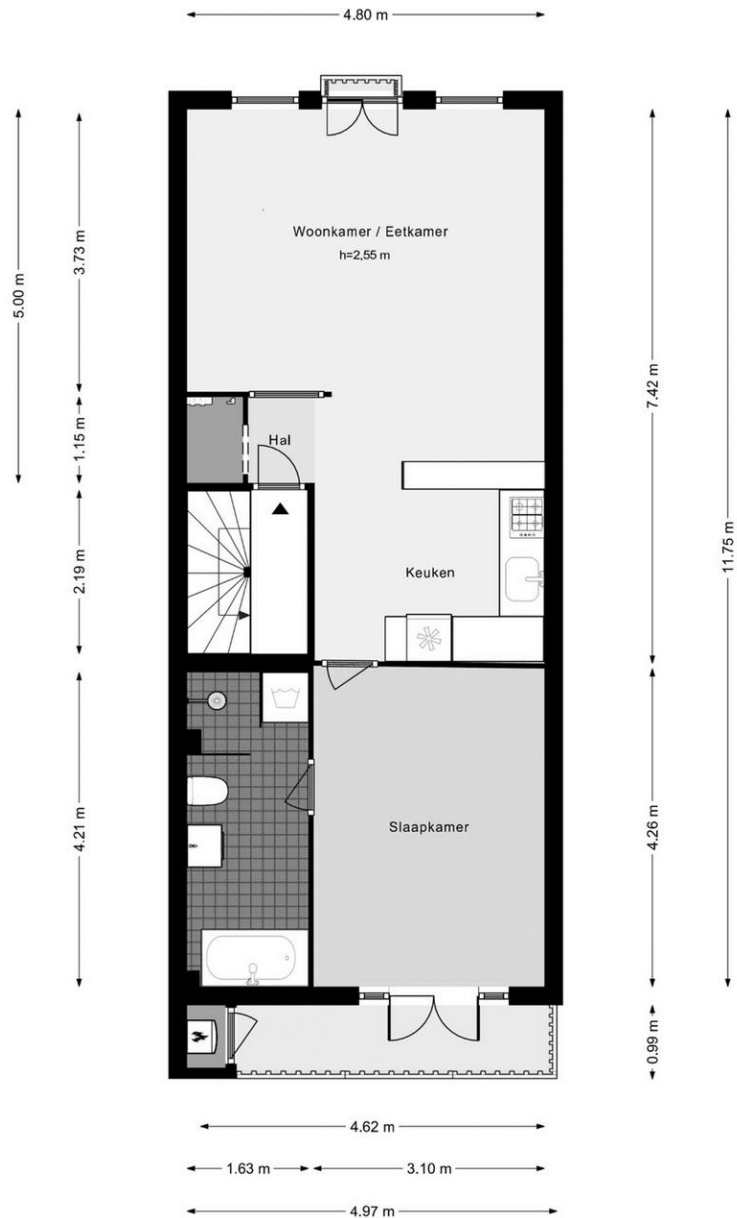 4.80 m
5.00 m
3.73 m
Woonkamer / Eetkamer
h=2,55 m
7.42 m
11.75 m
1.15 m
Hal
2.19 m
Keuken
4.21 m
Slaapkamer
4.26 m
0.99 m
4.62 m
1.63 m
3.10 m
4.97 m